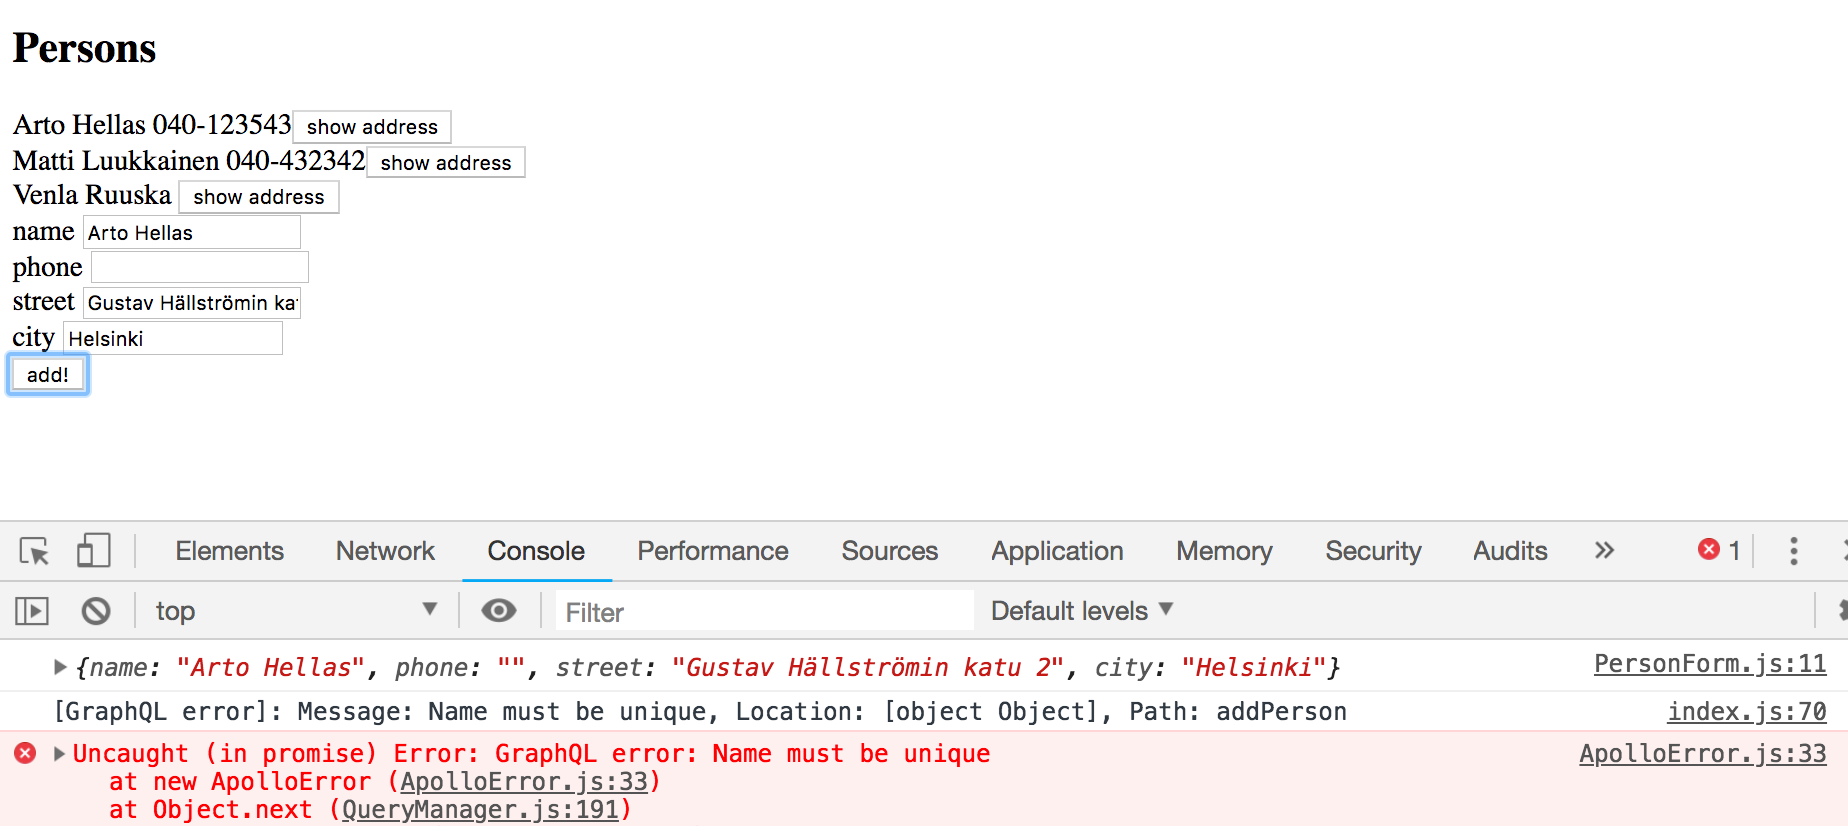 Persons
Arto Hellas 040-123543 show address
Matti Luukkainen 040-432342 show address
Venla Ruuska show address
name Arto Hellas
phone
street Gustav Hällströmin ka
city Helsinki
add!
Elements Network Console Performance Sources Application Memory Security Audits » 1
top Filter Default levels
{name: "Arto Hellas", phone: "", street: "Gustav Hällströmin katu 2", city: "Helsinki"} PersonForm.js:11
[GraphQL error]: Message: Name must be unique, Location: [object Object], Path: addPerson index.js:70
Uncaught (in promise) Error: GraphQL error: Name must be unique ApolloError.js:33
at new ApolloError (ApolloError.js:33)
at Object.next (QueryManager.js:191)